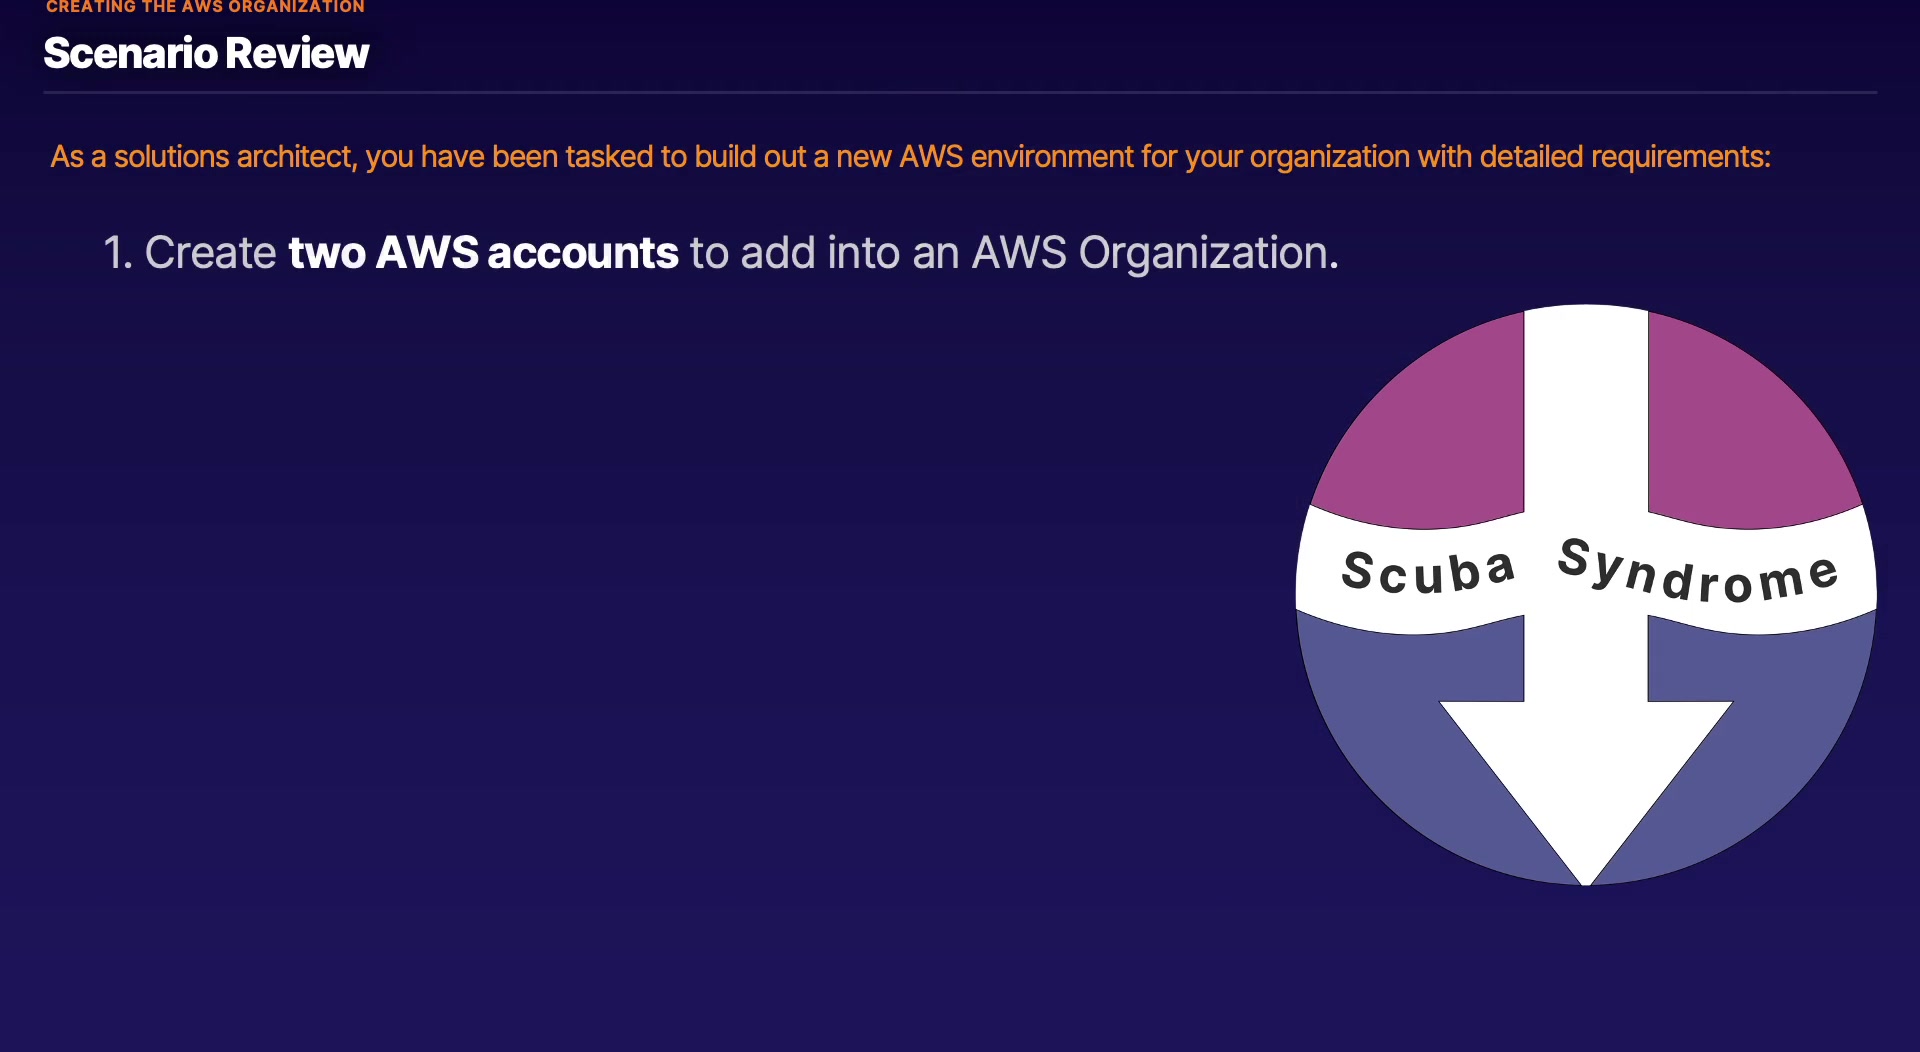 CREATING THE AWS ORGANIZATION
Scenario Review
As a solutions architect, you have been tasked to build out a new AWS environment for your organization with detailed requirements:
1. Create two AWS accounts to add into an AWS Organization.
Scuba Syndrome